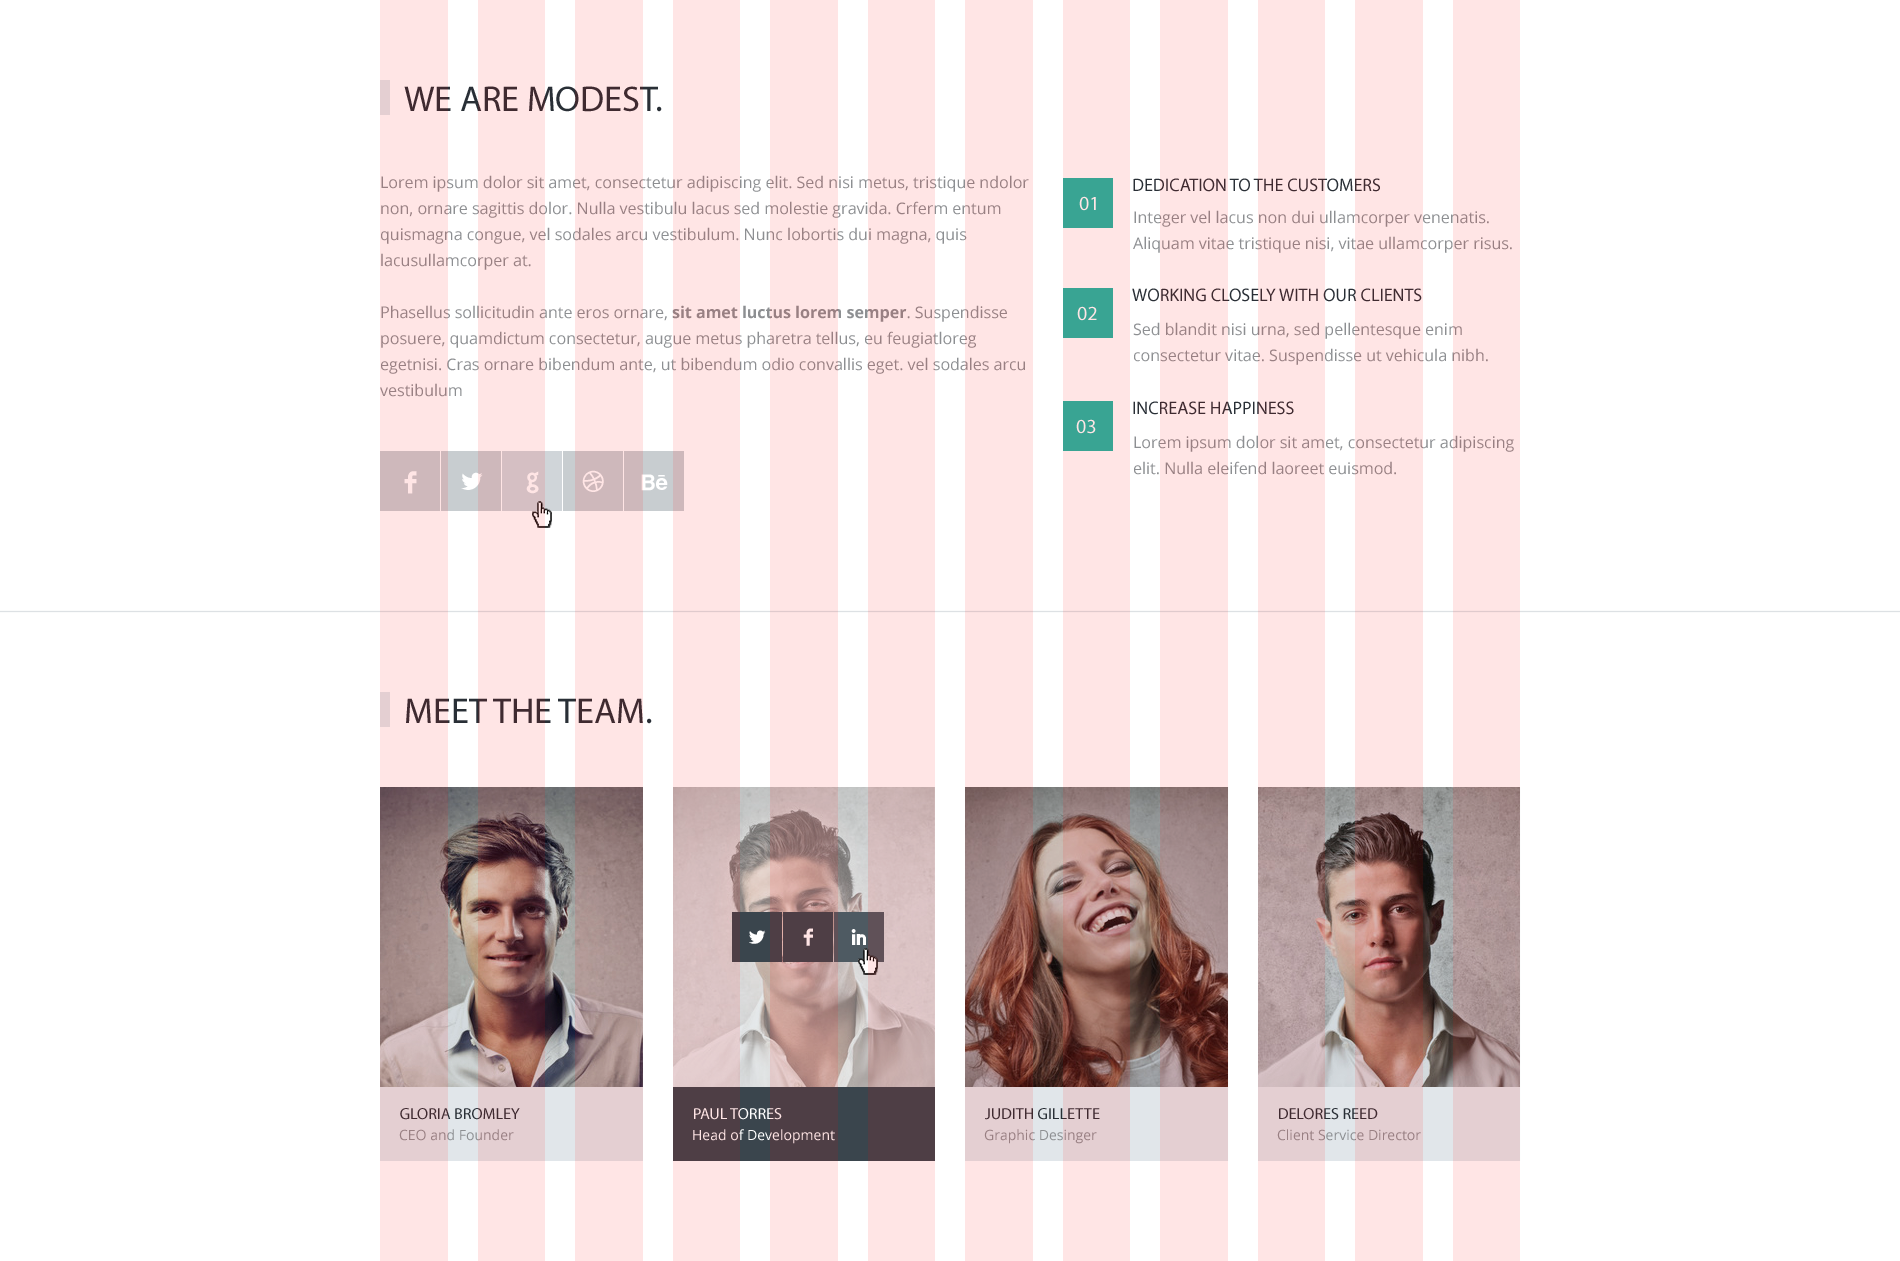 WE ARE MODEST.
Lorem ipsum dolor sit amet, consectetur adipiscing elit. Sed nisi metus, tristique ndolor
non, ornare sagittis dolor. Nulla vestibulu lacus sed molestie gravida. Crferm entum
quismagna congue, vel sodales arcu vestibulum. Nunc lobortis dui magna, quis
lacusullamcorper at.
Phasellus sollicitudin ante eros ornare, sit amet luctus lorem semper. Suspendisse
posuere, quamdictum consectetur, augue metus pharetra tellus, eu feugiatloreg
egetnisi. Cras ornare bibendum ante, ut bibendum odio convallis eget. vel sodales arcu
vestibulum
f g Bē
01
DEDICATION TO THE CUSTOMERS
Integer vel lacus non dui ullamcorper venenatis.
Aliquam vitae tristique nisi, vitae ullamcorper risus.
02
WORKING CLOSELY WITH OUR CLIENTS
Sed blandit nisi urna, sed pellentesque enim
consectetur vitae. Suspendisse ut vehicula nibh.
03
INCREASE HAPPINESS
Lorem ipsum dolor sit amet, consectetur adipiscing
elit. Nulla eleifend laoreet euismod.
MEET THE TEAM.
f in
GLORIA BROMLEY
CEO and Founder
PAUL TORRES
Head of Development
JUDITH GILLETTE
Graphic Desinger
DELORES REED
Client Service Director